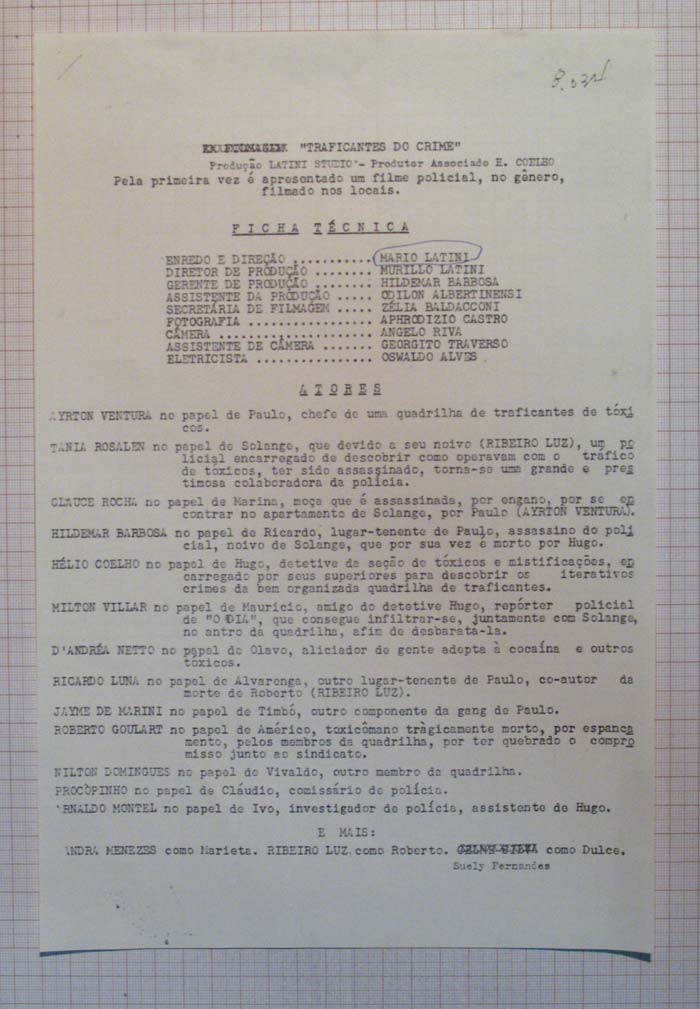 "TRAFICANTES DO CRIME"
Produção LATINI STUDIO - Produtor Associado H. COELHO
Pela primeira vez é apresentado um filme policial, no gênero,
filmado nos locais.
FICHA TÉCNICA
ENREDO E DIREÇÃO ........... MARIO LATINI
DIRETOR DE PRODUÇÃO ........ MURILLO LATINI
GERENTE DE PRODUÇÃO ........ HILDEMAR BARBOSA
ASSISTENTE DA PRODUÇÃO ..... ODILON ALBERTINENSI
SECRETÁRIA DE FILMAGEM ..... ZÉLIA BALDACCONI
FOTOGRAFIA ................. APHRODIZIO CASTRO
CÂMERA ..................... ANGELO RIVA
ASSISTENTE DE CÂMERA ....... GEORGITO TRAVERSO
ELETRICISTA ................ OSWALDO ALVES
ATORES
AYRTON VENTURA no papel de Paulo, chefe de uma quadrilha de traficantes de tóxi
cos.
TANIA ROSALEN no papel de Solange, que devido a seu noivo (RIBEIRO LUZ), um po
licial encarregado de descobrir como operavam com o tráfico
de tóxicos, ter sido assassinado, torna-se uma grande e pres
timosa colaboradora da polícia.
GLAUCE ROCHA no papel de Marina, moça que é assassinada, por engano, por se en
contrar no apartamento de Solange, por Paulo (AYRTON VENTURA).
HILDEMAR BARBOSA no papel de Ricardo, lugar-tenente de Paulo, assassino do poli
cial, noivo de Solange, que por sua vez é morto por Hugo.
HÉLIO COELHO no papel de Hugo, detetive da seção de tóxicos e mistificações, en
carregado por seus superiores para descobrir os iterativos
crimes da bem organizada quadrilha de traficantes.
MILTON VILLAR no papel de Mauricio, amigo do detetive Hugo, repórter policial
de "O DIA", que consegue infiltrar-se, juntamente com Solange,
no antro da quadrilha, afim de desbarata-la.
D'ANDRÉA NETTO no papel de Olavo, aliciador de gente adepta à cocaína e outros
tóxicos.
RICARDO LUNA no papel de Alvarenga, outro lugar-tenente de Paulo, co-autor da
morte de Roberto (RIBEIRO LUZ).
JAYME DE MARINI no papel de Timbó, outro componente da gang de Paulo.
ROBERTO GOULART no papel de Américo, toxicômano tràgicamente morto, por espanca
mento, pelos membros da quadrilha, por ter quebrado o compro
misso junto ao sindicato.
NILTON DOMINGUES no papel de Vivaldo, outro membro da quadrilha.
PROCÒPINHO no papel de Cláudio, comissário de polícia.
'RNALDO MONTEL no papel de Ivo, investigador de polícia, assistente de Hugo.
E MAIS:
ANDRA MENEZES como Marieta. RIBEIRO LUZ como Roberto. como Dulce.
Suely Fernandes